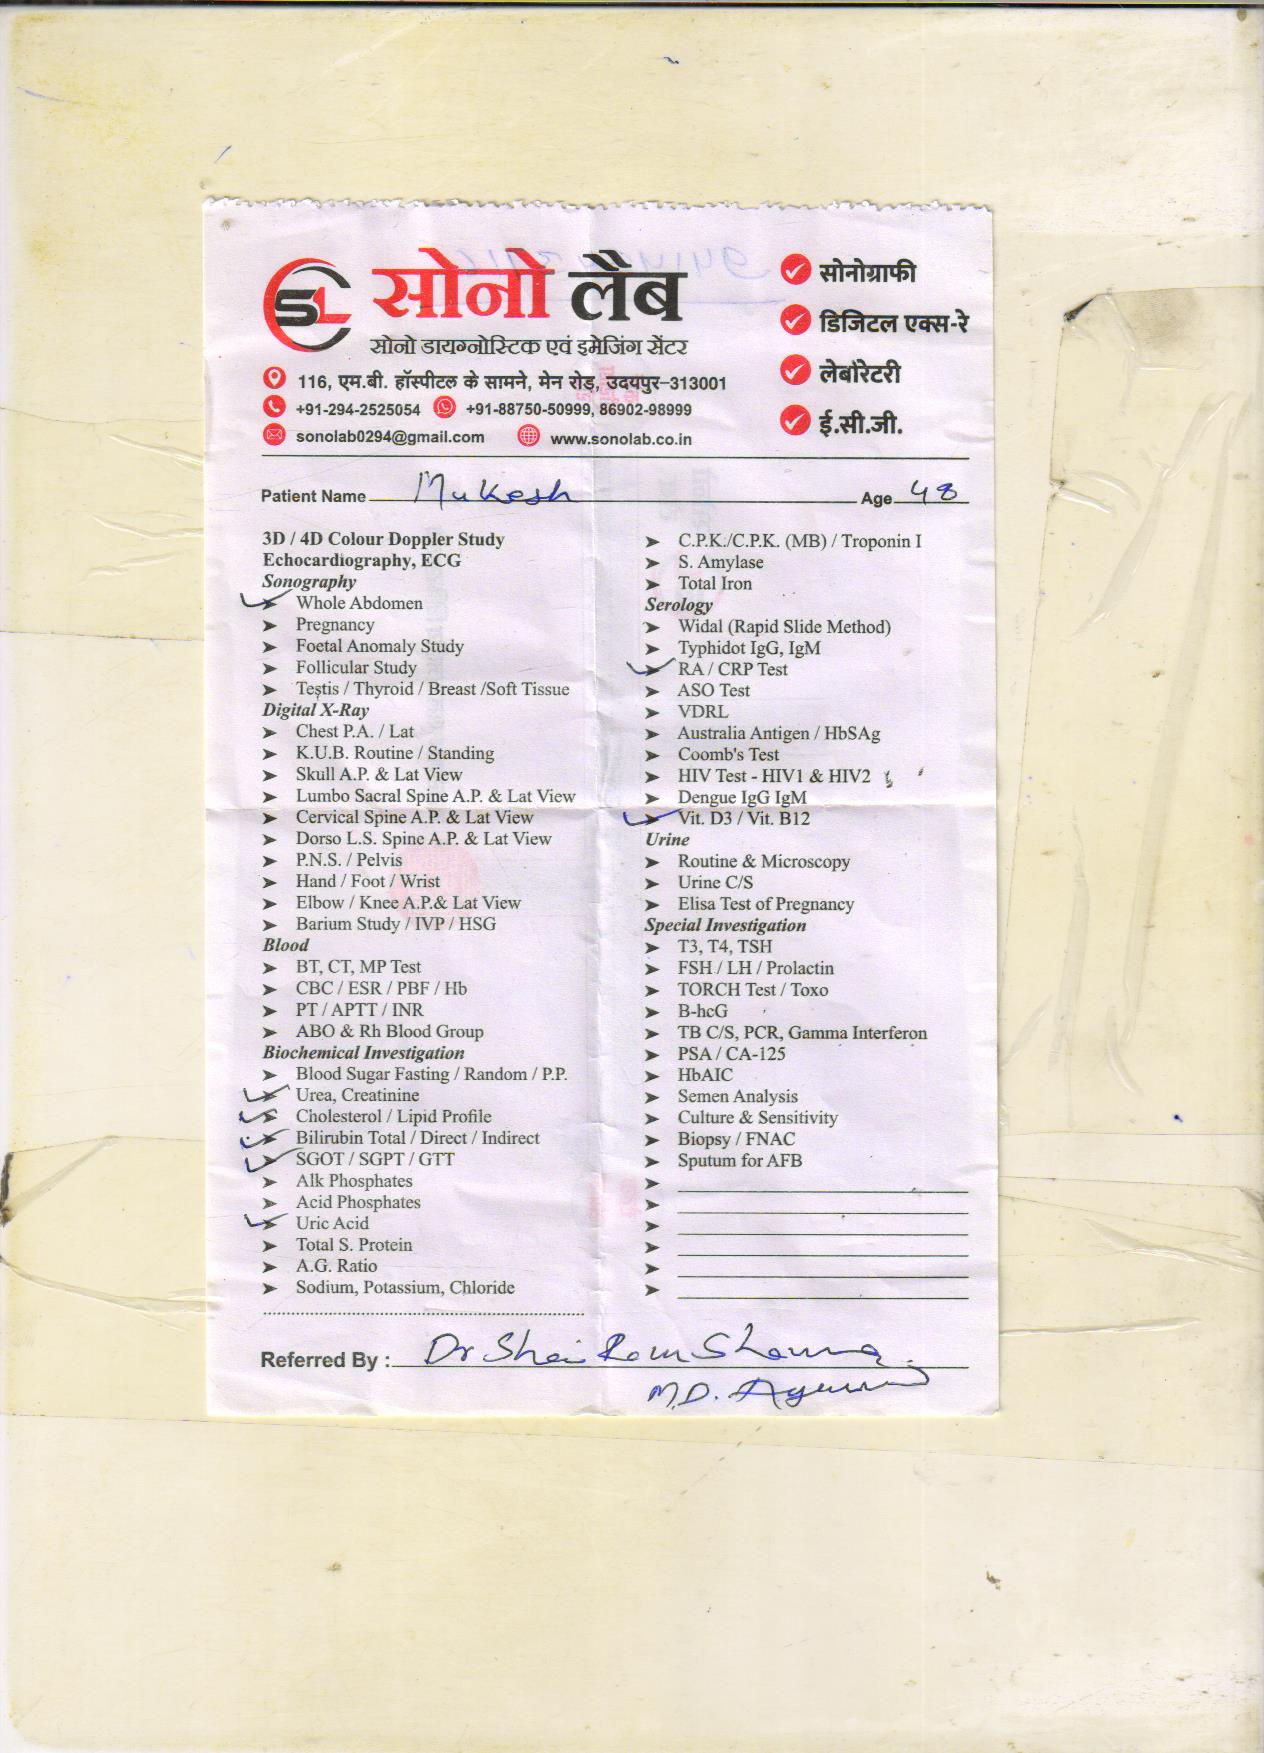 SL सोनो लैब
सोनो डायग्नोस्टिक एवं इमेजिंग सेंटर
116, एम.बी. हॉस्पीटल के सामने, मेन रोड़, उदयपुर–313001
+91-294-2525054 +91-88750-50999, 86902-98999
sonolab0294@gmail.com www.sonolab.co.in
सोनोग्राफी
डिजिटल एक्स-रे
लेबोरेटरी
ई.सी.जी.
Patient Name Mukesh Age 48
3D / 4D Colour Doppler Study
Echocardiography, ECG
Sonography
Whole Abdomen
Pregnancy
Foetal Anomaly Study
Follicular Study
Testis / Thyroid / Breast /Soft Tissue
Digital X-Ray
Chest P.A. / Lat
K.U.B. Routine / Standing
Skull A.P. & Lat View
Lumbo Sacral Spine A.P. & Lat View
Cervical Spine A.P. & Lat View
Dorso L.S. Spine A.P. & Lat View
P.N.S. / Pelvis
Hand / Foot / Wrist
Elbow / Knee A.P.& Lat View
Barium Study / IVP / HSG
Blood
BT, CT, MP Test
CBC / ESR / PBF / Hb
PT / APTT / INR
ABO & Rh Blood Group
Biochemical Investigation
Blood Sugar Fasting / Random / P.P.
Urea, Creatinine
Cholesterol / Lipid Profile
Bilirubin Total / Direct / Indirect
SGOT / SGPT / GTT
Alk Phosphates
Acid Phosphates
Uric Acid
Total S. Protein
A.G. Ratio
Sodium, Potassium, Chloride
C.P.K./C.P.K. (MB) / Troponin I
S. Amylase
Total Iron
Serology
Widal (Rapid Slide Method)
Typhidot IgG, IgM
RA / CRP Test
ASO Test
VDRL
Australia Antigen / HbSAg
Coomb's Test
HIV Test - HIV1 & HIV2
Dengue IgG IgM
Vit. D3 / Vit. B12
Urine
Routine & Microscopy
Urine C/S
Elisa Test of Pregnancy
Special Investigation
T3, T4, TSH
FSH / LH / Prolactin
TORCH Test / Toxo
B-hcG
TB C/S, PCR, Gamma Interferon
PSA / CA-125
HbAIC
Semen Analysis
Culture & Sensitivity
Biopsy / FNAC
Sputum for AFB
Referred By : Dr Ram Sharma
M.D.